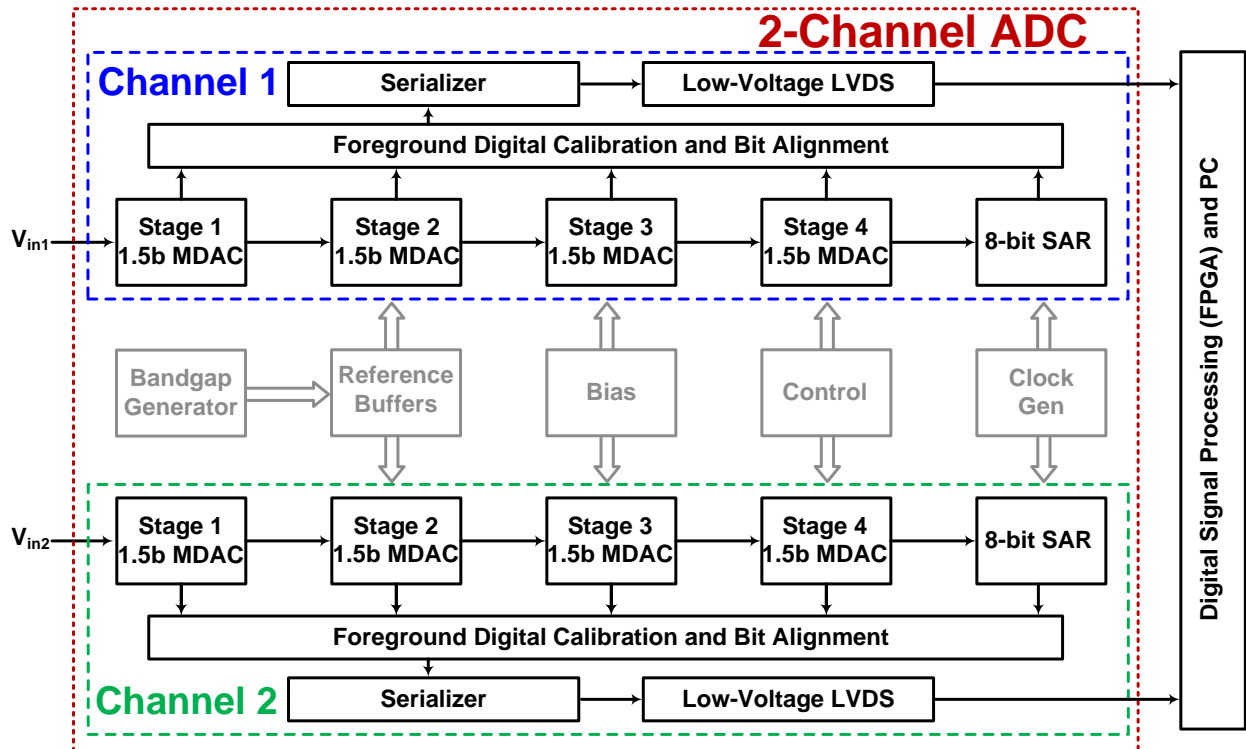 2-Channel ADC
Channel 1
Serializer
Low-Voltage LVDS
Foreground Digital Calibration and Bit Alignment
Stage 1
1.5b MDAC
Stage 2
1.5b MDAC
Stage 3
1.5b MDAC
Stage 4
1.5b MDAC
8-bit SAR
Vin1
Bandgap
Generator
Reference
Buffers
Bias
Control
Clock
Gen
Vin2
Stage 1
1.5b MDAC
Stage 2
1.5b MDAC
Stage 3
1.5b MDAC
Stage 4
1.5b MDAC
8-bit SAR
Foreground Digital Calibration and Bit Alignment
Channel 2
Serializer
Low-Voltage LVDS
Digital Signal Processing (FPGA) and PC